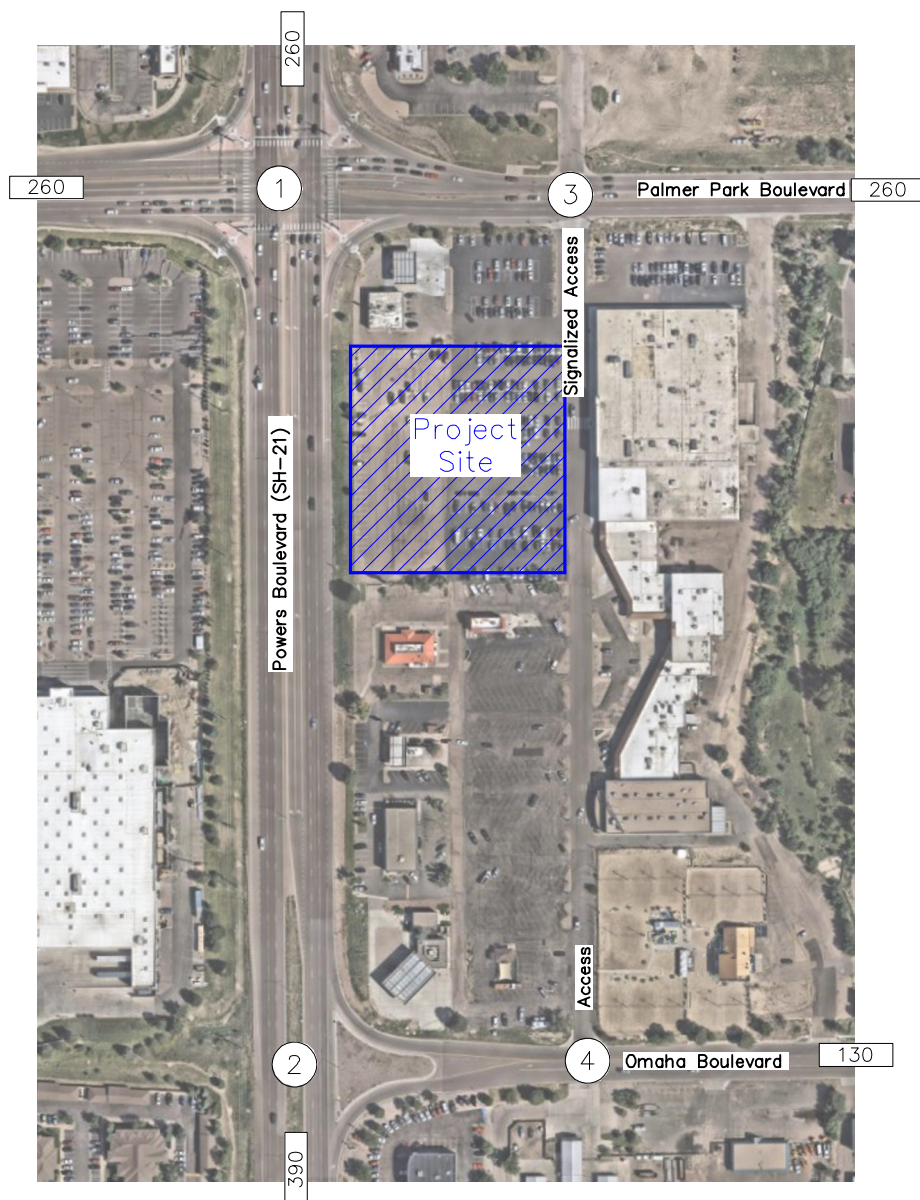 260
1
260
3
Palmer Park Boulevard
260
Signalized Access
Project
Site
Powers Boulevard (SH-21)
Access
2
4
Omaha Boulevard
130
390